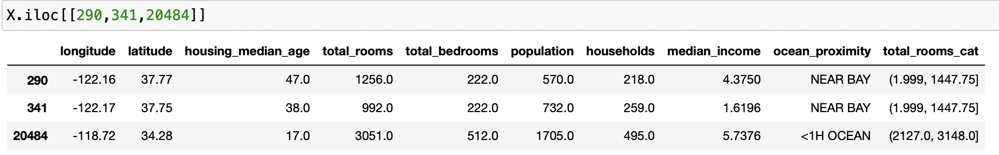 X.iloc[[290,341,20484]]
longitude latitude housing_median_age total_rooms total_bedrooms population households median_income ocean_proximity total_rooms_cat
290 -122.16 37.77 47.0 1256.0 222.0 570.0 218.0 4.3750 NEAR BAY (1.999, 1447.75]
341 -122.17 37.75 38.0 992.0 222.0 732.0 259.0 1.6196 NEAR BAY (1.999, 1447.75]
20484 -118.72 34.28 17.0 3051.0 512.0 1705.0 495.0 5.7376 <1H OCEAN (2127.0, 3148.0]